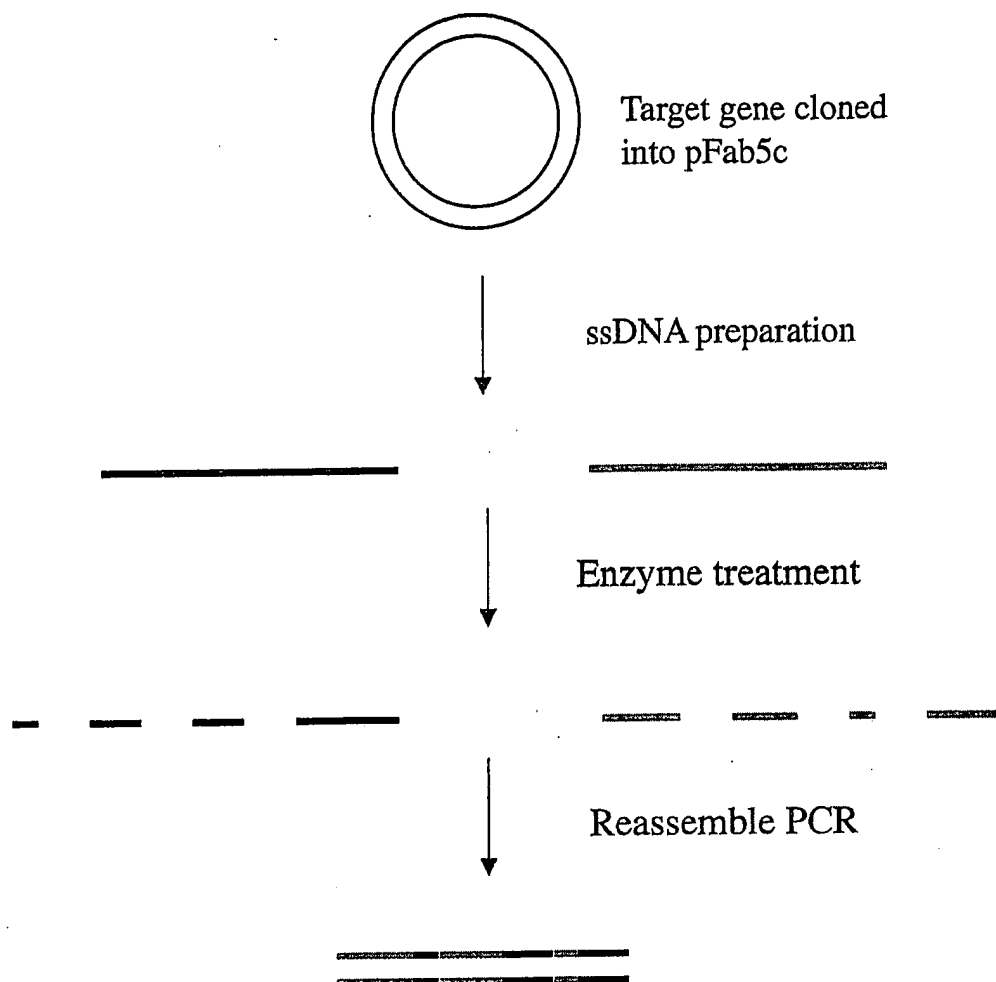 Target gene cloned
into pFab5c
ssDNA preparation
Enzyme treatment
Reassemble PCR